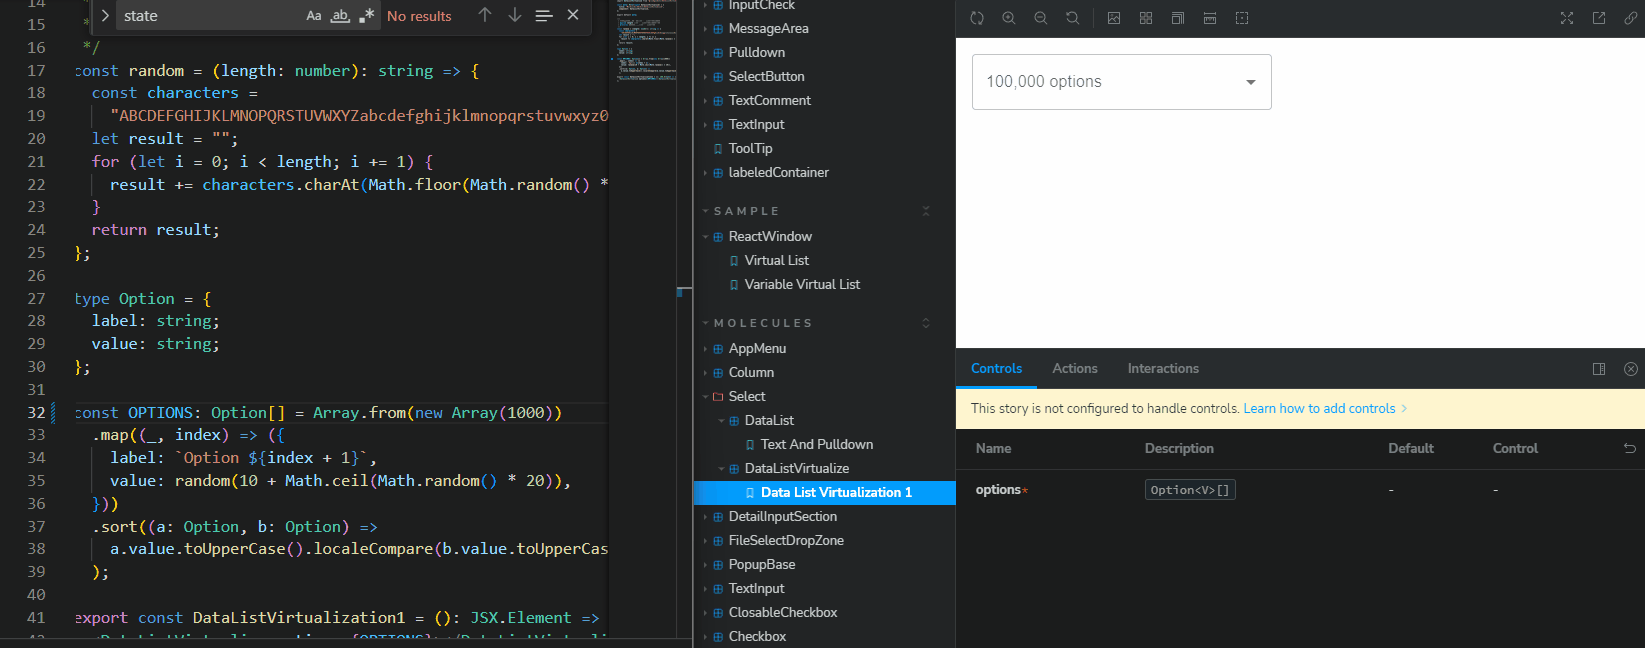 14 *
15 *
state Aa ab .* No results
16 */
17 const random = (length: number): string => {
18 const characters =
19 "ABCDEFGHIJKLMNOPQRSTUVWXYZabcdefghijklmnopqrstuvwxyz0
20 let result = "";
21 for (let i = 0; i < length; i += 1) {
22 result += characters.charAt(Math.floor(Math.random() *
23 }
24 return result;
25 };
26
27 type Option = {
28 label: string;
29 value: string;
30 };
31
32 const OPTIONS: Option[] = Array.from(new Array(1000))
33 .map((_, index) => ({
34 label: `Option ${index + 1}`,
35 value: random(10 + Math.ceil(Math.random() * 20)),
36 }))
37 .sort((a: Option, b: Option) =>
38 a.value.toUpperCase().localeCompare(b.value.toUpperCas
39 );
40
41 export const DataListVirtualization1 = (): JSX.Element =>
InputCheck
MessageArea
Pulldown
SelectButton
TextComment
TextInput
ToolTip
labeledContainer
SAMPLE
ReactWindow
Virtual List
Variable Virtual List
MOLECULES
AppMenu
Column
Select
DataList
Text And Pulldown
DataListVirtualize
Data List Virtualization 1
DetailInputSection
FileSelectDropZone
PopupBase
TextInput
ClosableCheckbox
Checkbox
100,000 options
Controls Actions Interactions
This story is not configured to handle controls. Learn how to add controls
Name Description Default Control
options* Option<V>[] - -